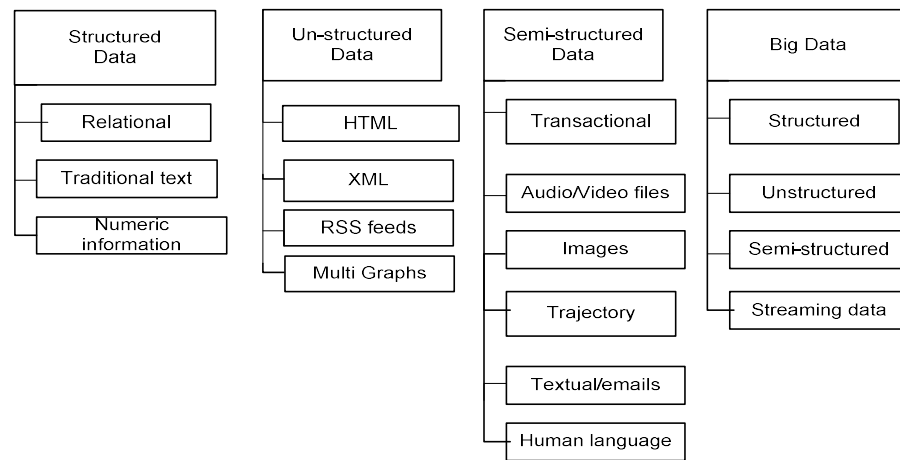 Structured
Data
Relational
Traditional text
Numeric
information
Un-structured
Data
HTML
XML
RSS feeds
Multi Graphs
Semi-structured
Data
Transactional
Audio/Video files
Images
Trajectory
Textual/emails
Human language
Big Data
Structured
Unstructured
Semi-structured
Streaming data